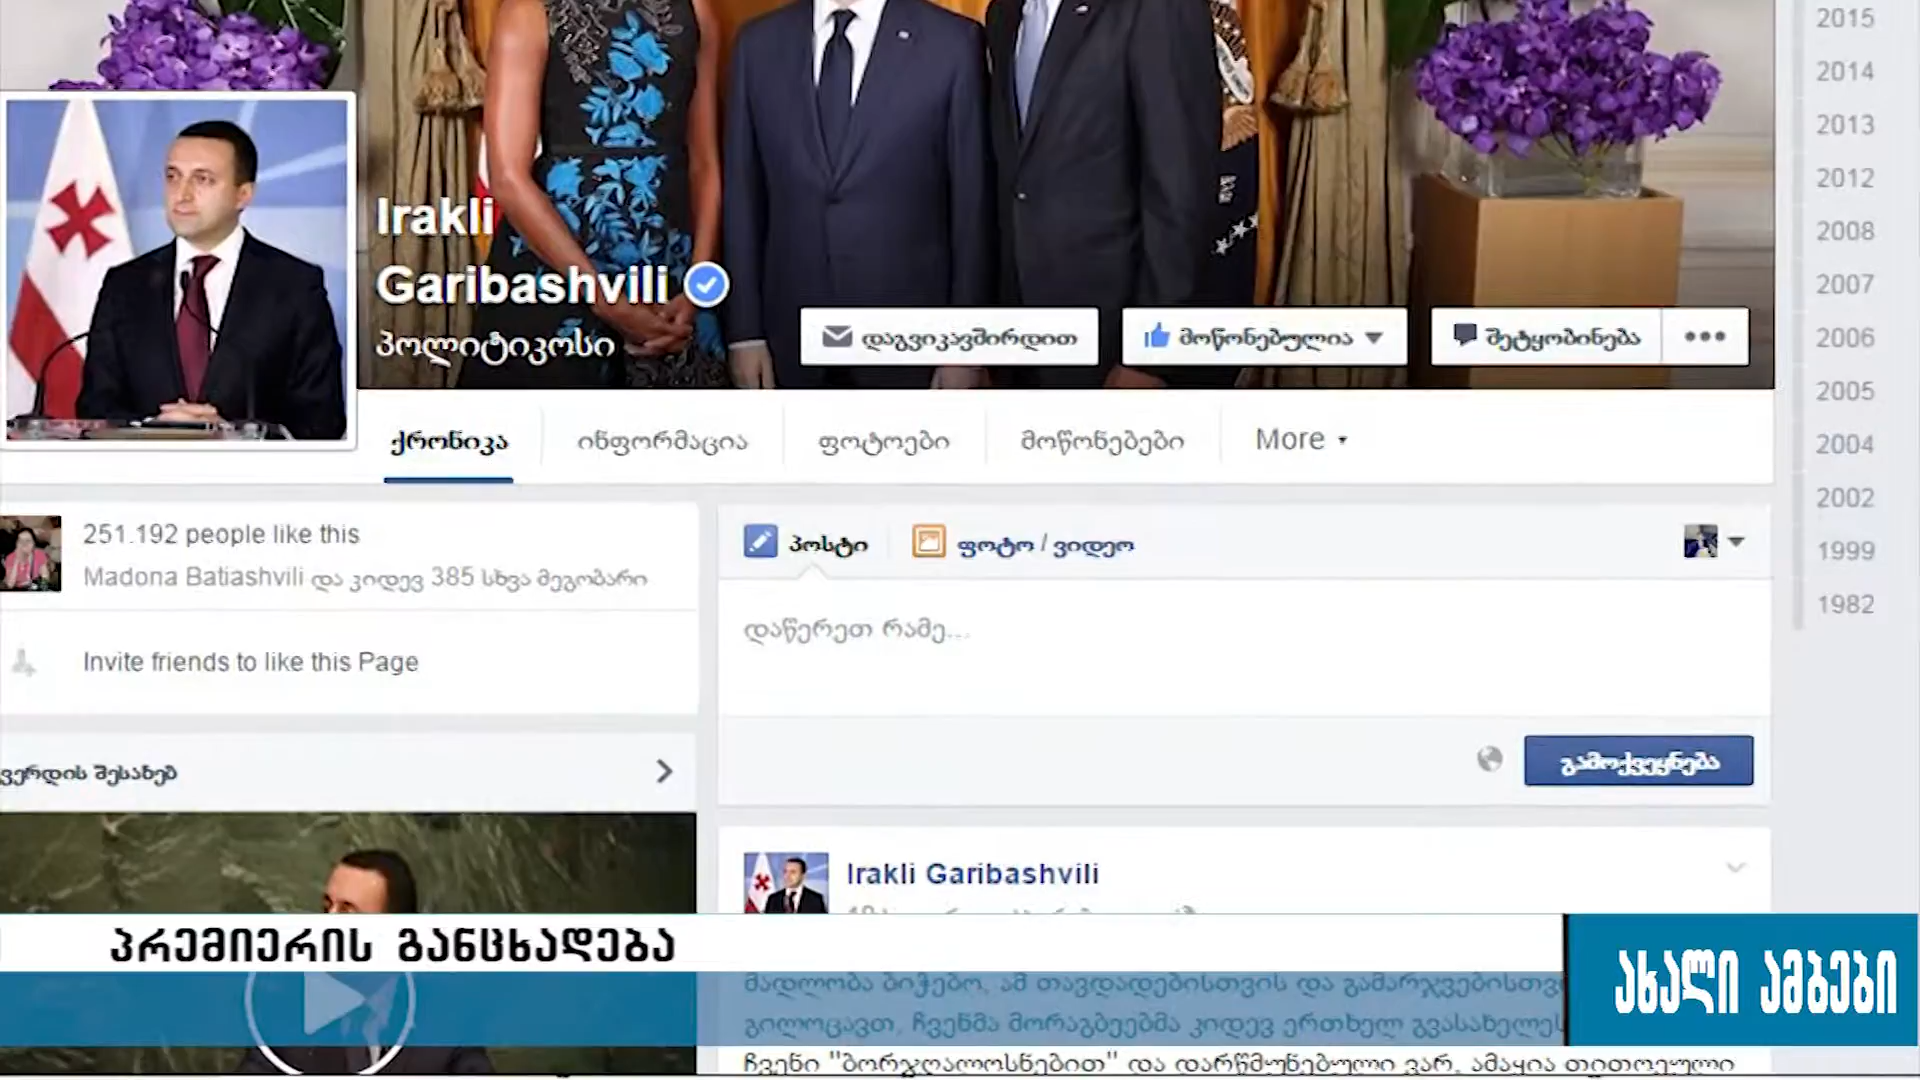 2015
2014
2013
2012
2008
2007
2006
2005
2004
2002
1999
1982
Irakli
Garibashvili
პოლიტიკოსი
დაგვიკავშირდით
მოწონებულია
შეტყობინება
ქრონიკა
ინფორმაცია
ფოტოები
მოწონებები
More
251.192 people like this
Madona Batiashvili და კიდევ 385 სხვა მეგობარი
Invite friends to like this Page
გვერდის შესახებ
პოსტი
ფოტო / ვიდეო
დაწერეთ რამე...
გამოქვეყნება
Irakli Garibashvili
პრემიერის განცხადება
ახალი ამბები
მადლობა ბიჭებო, ამ თავდადებისთვის და გამარჯვებისთვ
გილოცავთ, ჩვენმა მორაგბეებმა კიდევ ერთხელ გვასახელეს
ჩვენი "ბორჯღალოსნებით" და დარწმუნებული ვარ, ამაყია თითოეული